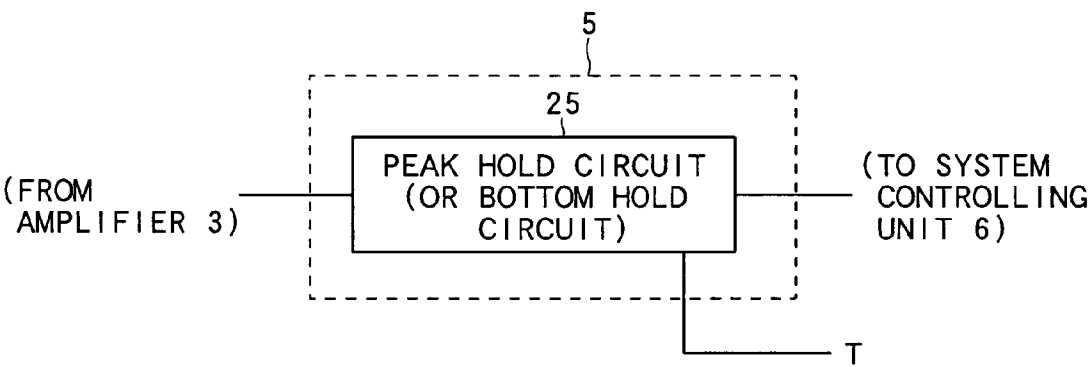 5
25
PEAK HOLD CIRCUIT
(OR BOTTOM HOLD
CIRCUIT)
(FROM
AMPLIFIER 3)
(TO SYSTEM
CONTROLLING
UNIT 6)
T